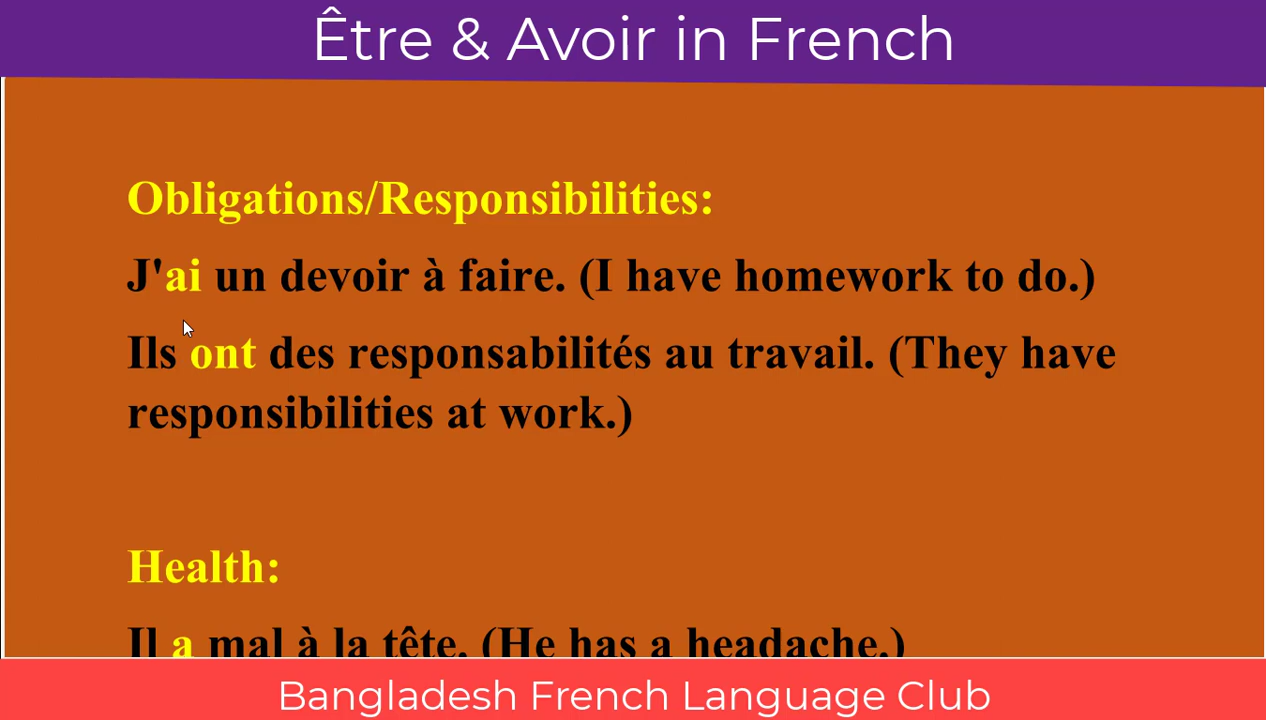 Être & Avoir in French
Obligations/Responsibilities:
J'ai un devoir à faire. (I have homework to do.)
Ils ont des responsabilités au travail. (They have
responsibilities at work.)
Health:
Il a mal à la tête. (He has a headache.)
Bangladesh French Language Club